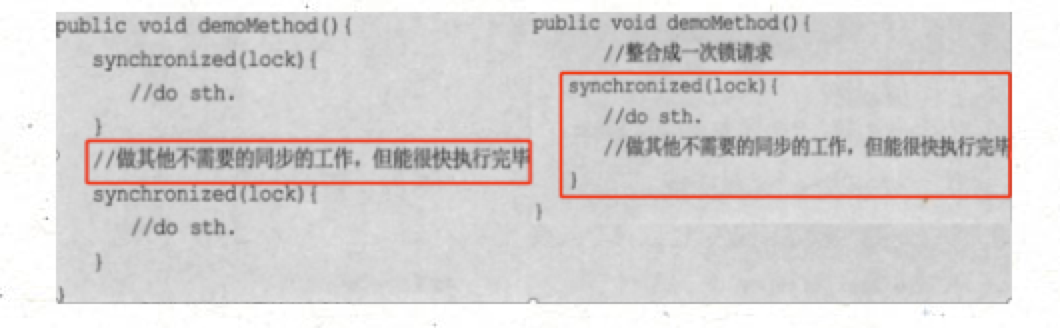 public void demoMethod(){
synchronized(lock){
//do sth.
}
//做其他不需要的同步的工作，但能很快执行完毕
synchronized(lock){
//do sth.
}
}
public void demoMethod(){
//整合成一次锁请求
synchronized(lock){
//do sth.
//做其他不需要的同步的工作，但能很快执行完毕
}
}